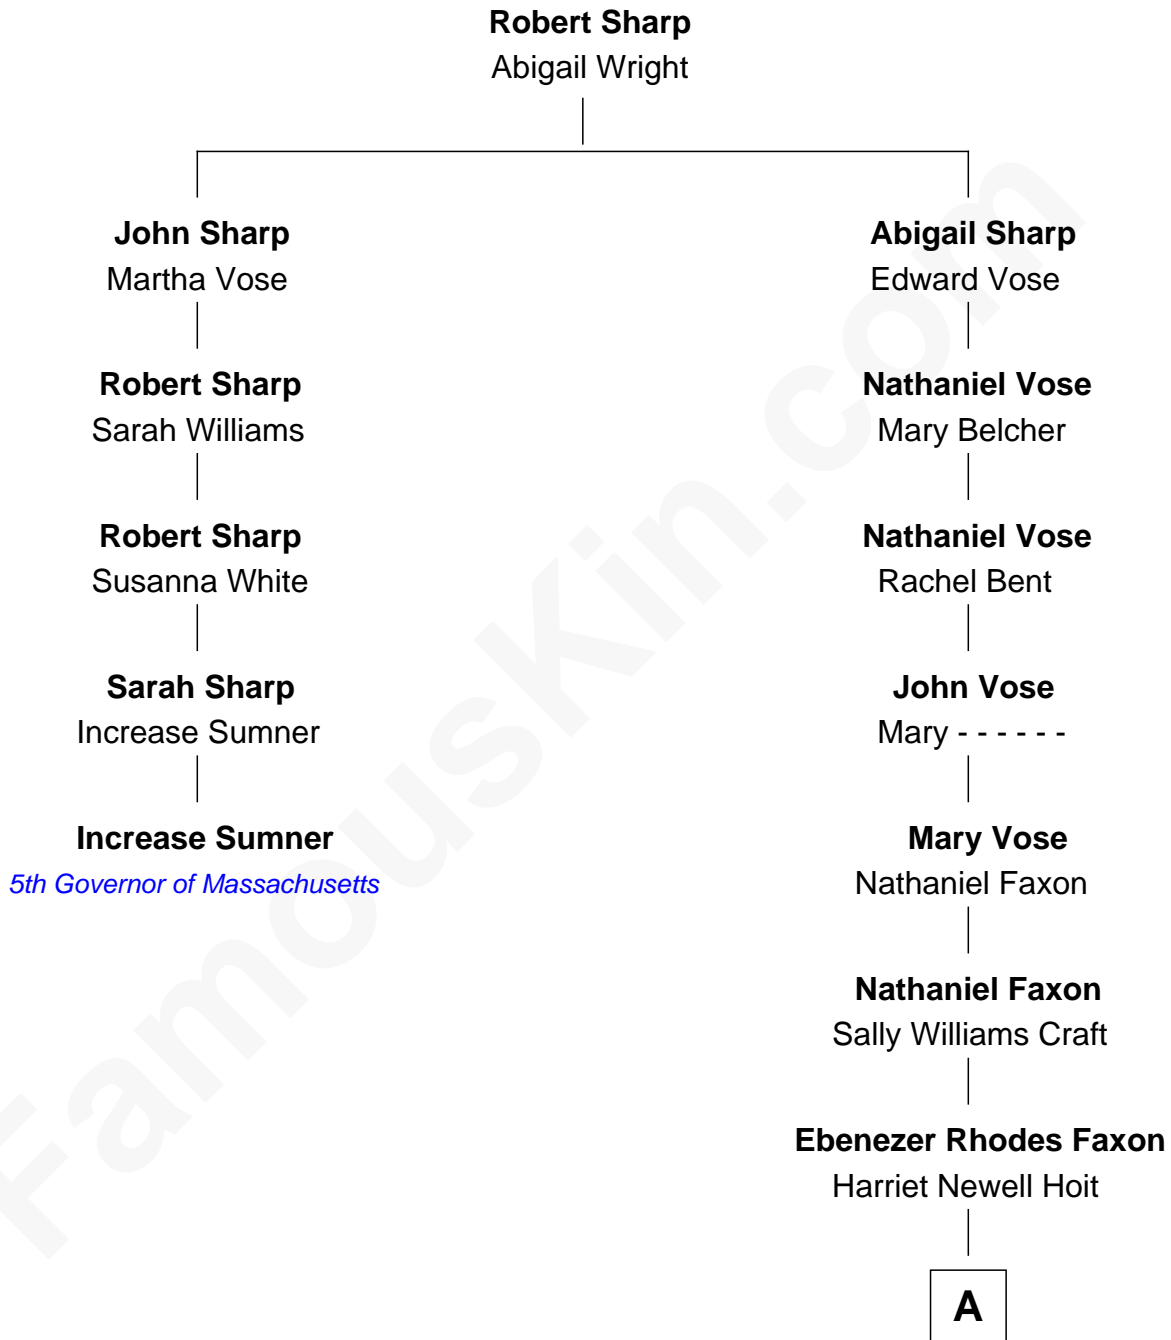 Robert Sharp
Abigail Wright
John Sharp
Martha Vose
Abigail Sharp
Edward Vose
Robert Sharp
Sarah Williams
Nathaniel Vose
Mary Belcher
Robert Sharp
Susanna White
Nathaniel Vose
Rachel Bent
Sarah Sharp
Increase Sumner
John Vose
Mary - - - - - -
Increase Sumner
5th Governor of Massachusetts
Mary Vose
Nathaniel Faxon
Nathaniel Faxon
Sally Williams Craft
Ebenezer Rhodes Faxon
Harriet Newell Hoit
A
FamousKin.com